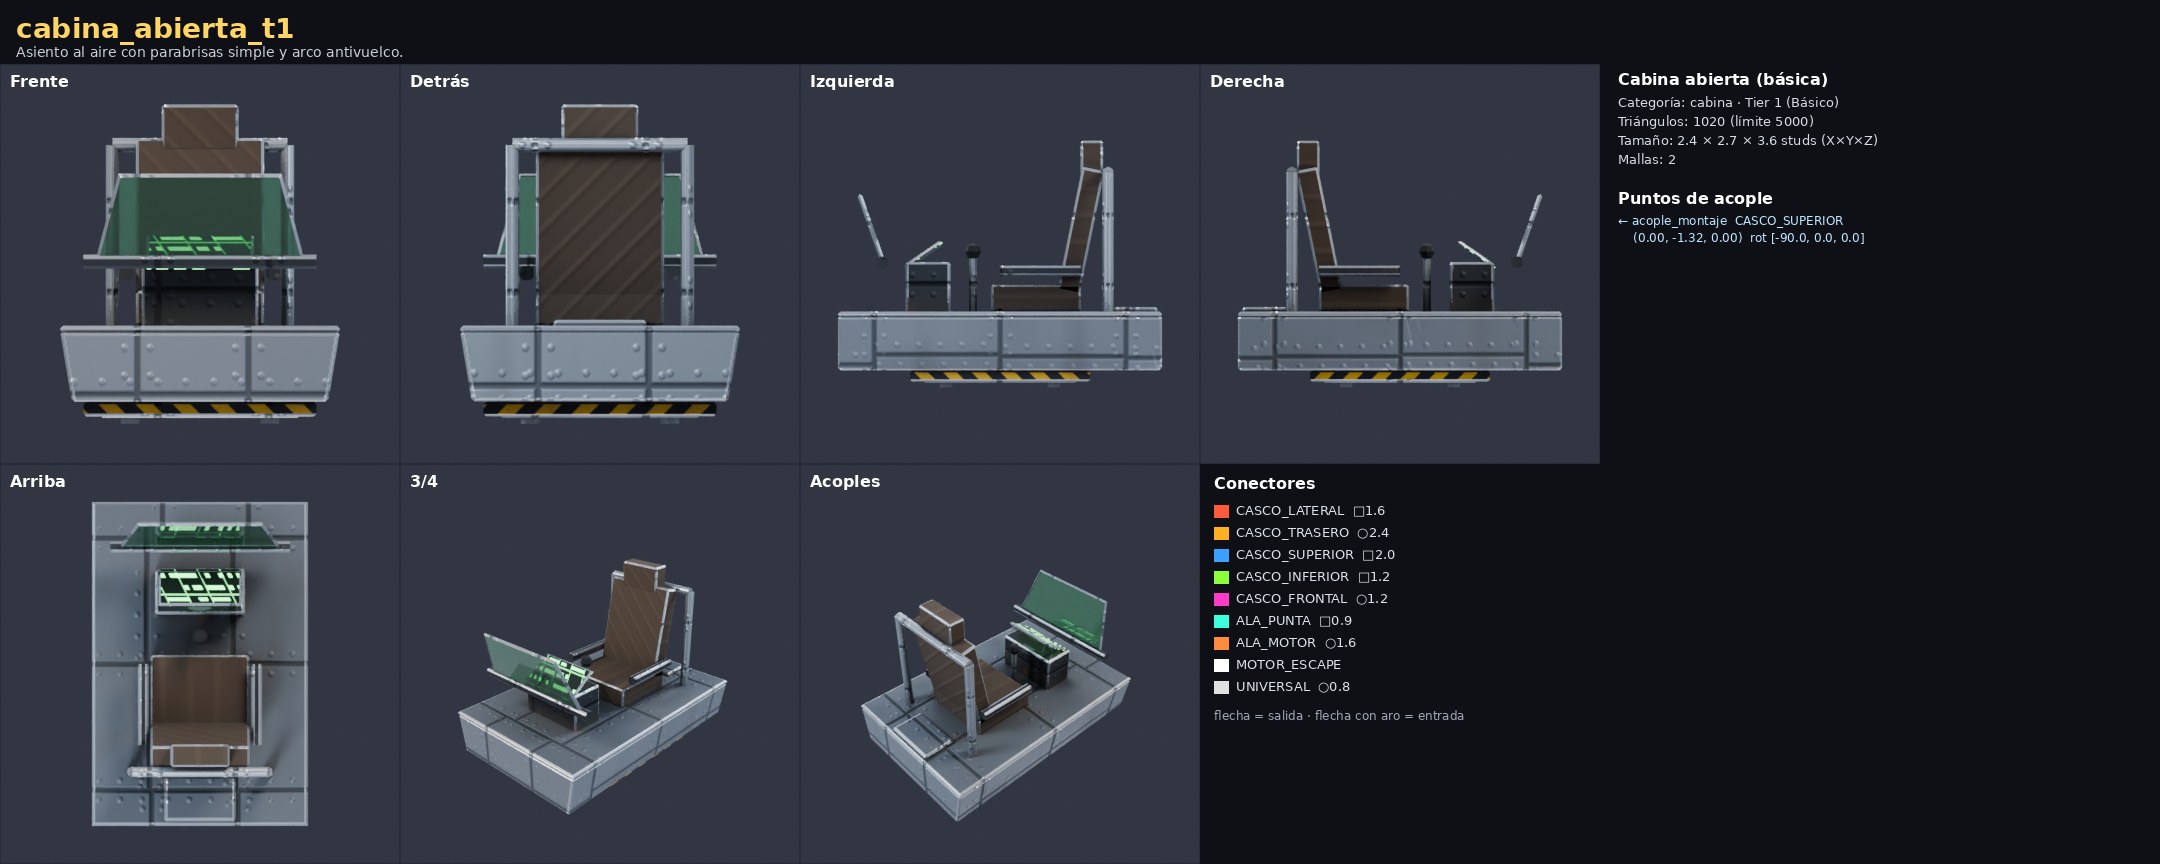 cabina_abierta_t1
Asiento al aire con parabrisas simple y arco antivuelco.
Frente
Detrás
Izquierda
Derecha
Cabina abierta (básica)
Categoría: cabina · Tier 1 (Básico)
Triángulos: 1020 (límite 5000)
Tamaño: 2.4 × 2.7 × 3.6 studs (X×Y×Z)
Mallas: 2
Puntos de acople
← acople_montaje  CASCO_SUPERIOR
(0.00, -1.32, 0.00)  rot [-90.0, 0.0, 0.0]
Arriba
3/4
Acoples
Conectores
CASCO_LATERAL  □1.6
CASCO_TRASERO  ○2.4
CASCO_SUPERIOR  □2.0
CASCO_INFERIOR  □1.2
CASCO_FRONTAL  ○1.2
ALA_PUNTA  □0.9
ALA_MOTOR  ○1.6
MOTOR_ESCAPE
UNIVERSAL  ○0.8
flecha = salida · flecha con aro = entrada